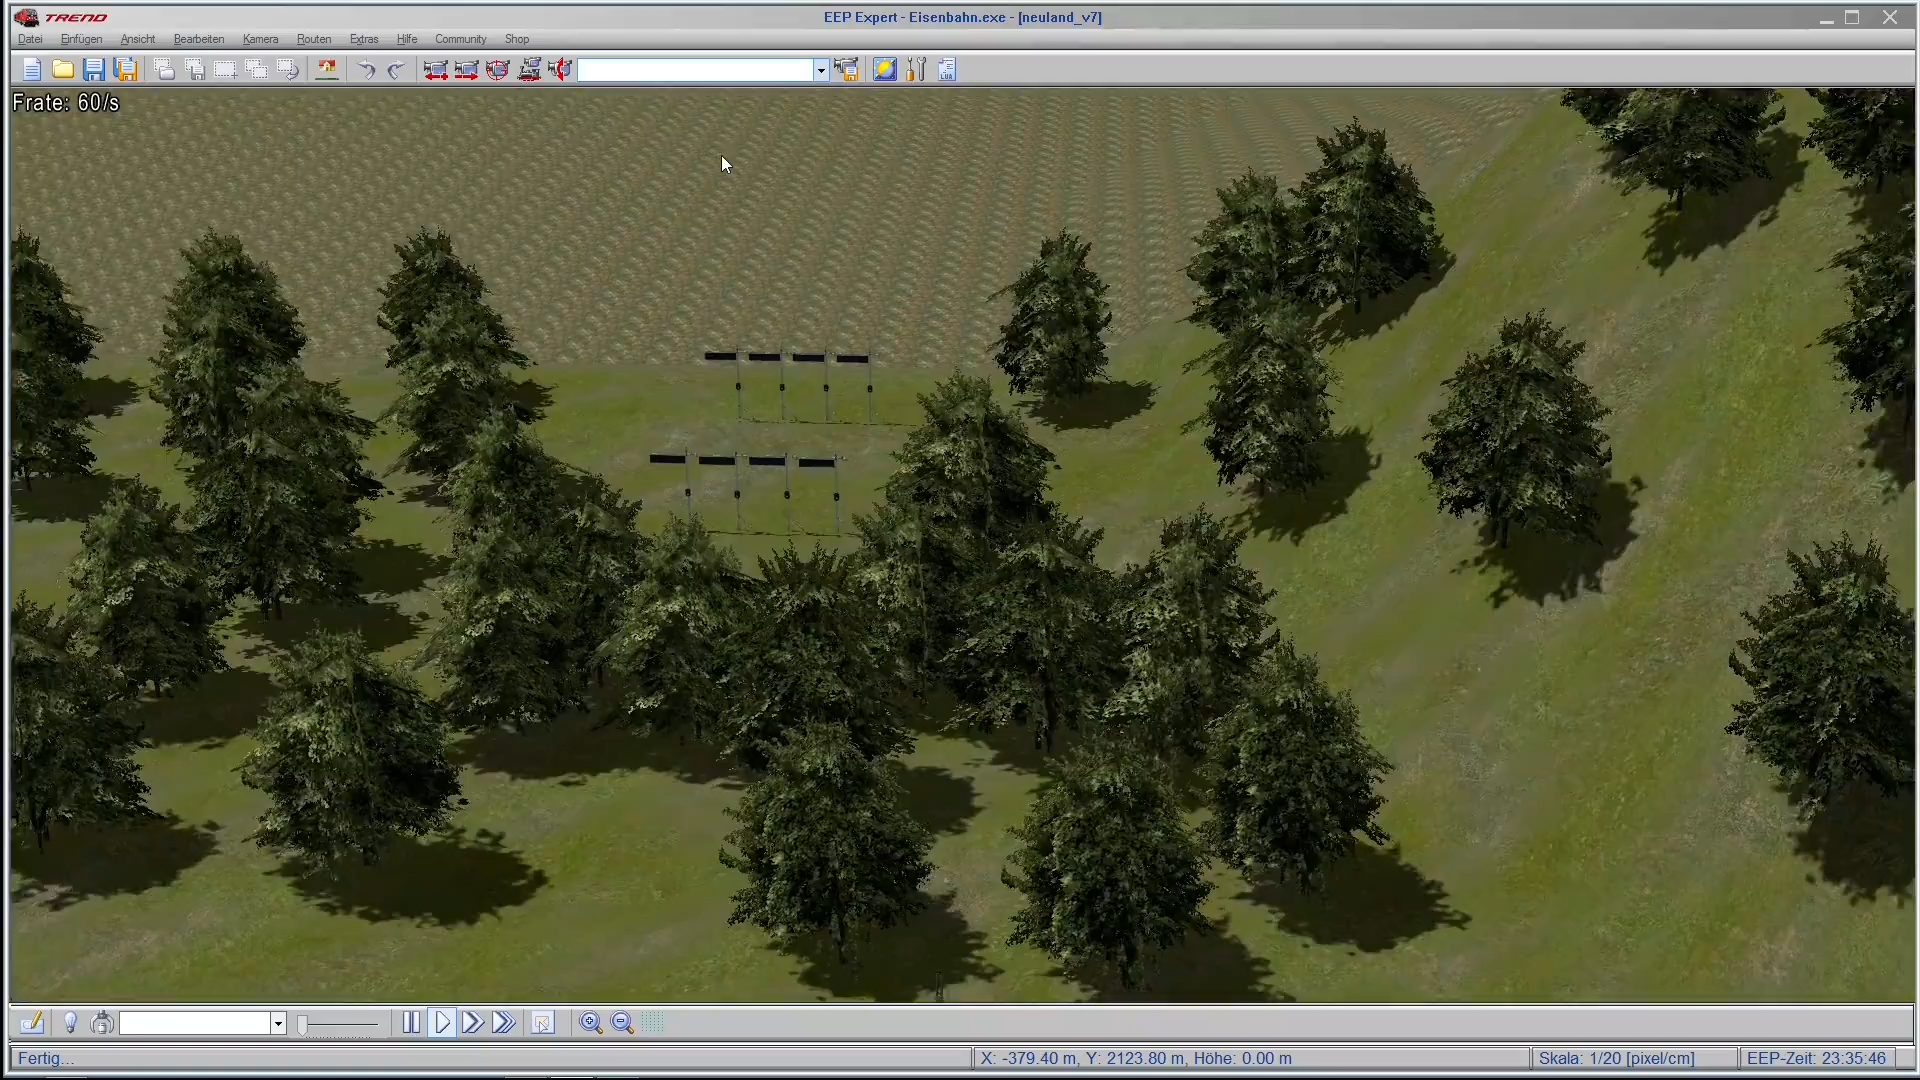 TREND
EEP Expert - Eisenbahn.exe - [neuland_v7]
Datei Einfügen Ansicht Bearbeiten Kamera Routen Extras Hilfe Community Shop
LUA
Frate: 60/s
Fertig...
X: -379.40 m, Y: 2123.80 m, Höhe: 0.00 m
Skala: 1/20 [pixel/cm]
EEP-Zeit: 23:35:46